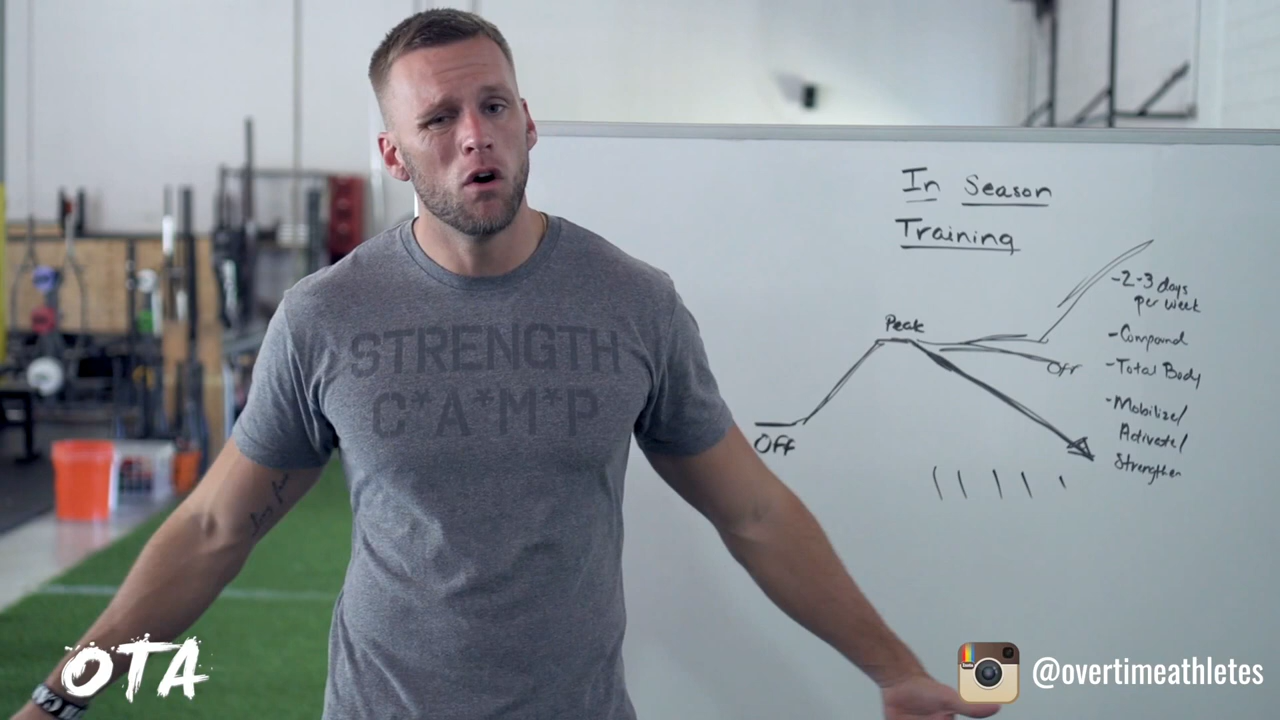 In Season
Training
Peak
Off
Off
-2-3 days
per week
-Compound
-Total Body
-Mobilize/
Activate/
Strengthen
STRENGTH
C*A*M*P
OTA
@overtimeathletes